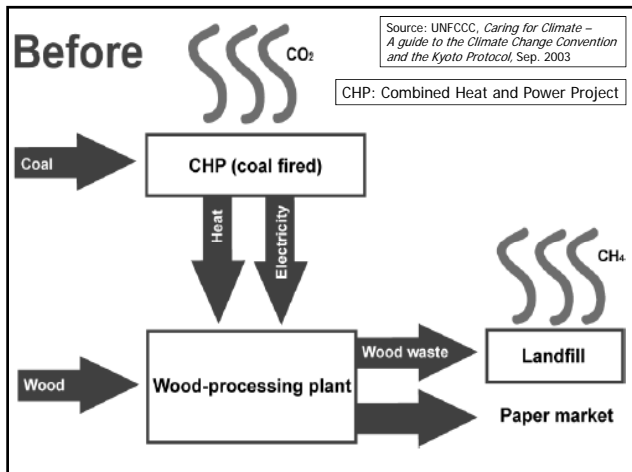 Before
CO₂
Source: UNFCCC, Caring for Climate –
A guide to the Climate Change Convention
and the Kyoto Protocol, Sep. 2003
CHP: Combined Heat and Power Project
Coal
CHP (coal fired)
Heat
Electricity
CH₄
Wood
Wood-processing plant
Wood waste
Landfill
Paper market